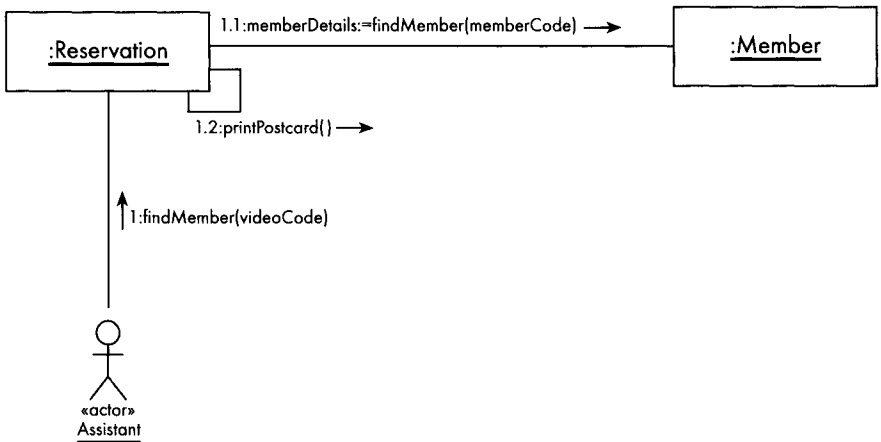 1.1:memberDetails:=findMember(memberCode)
:Reservation
:Member
1.2:printPostcard()
1:findMember(videoCode)
«actor»
Assistant